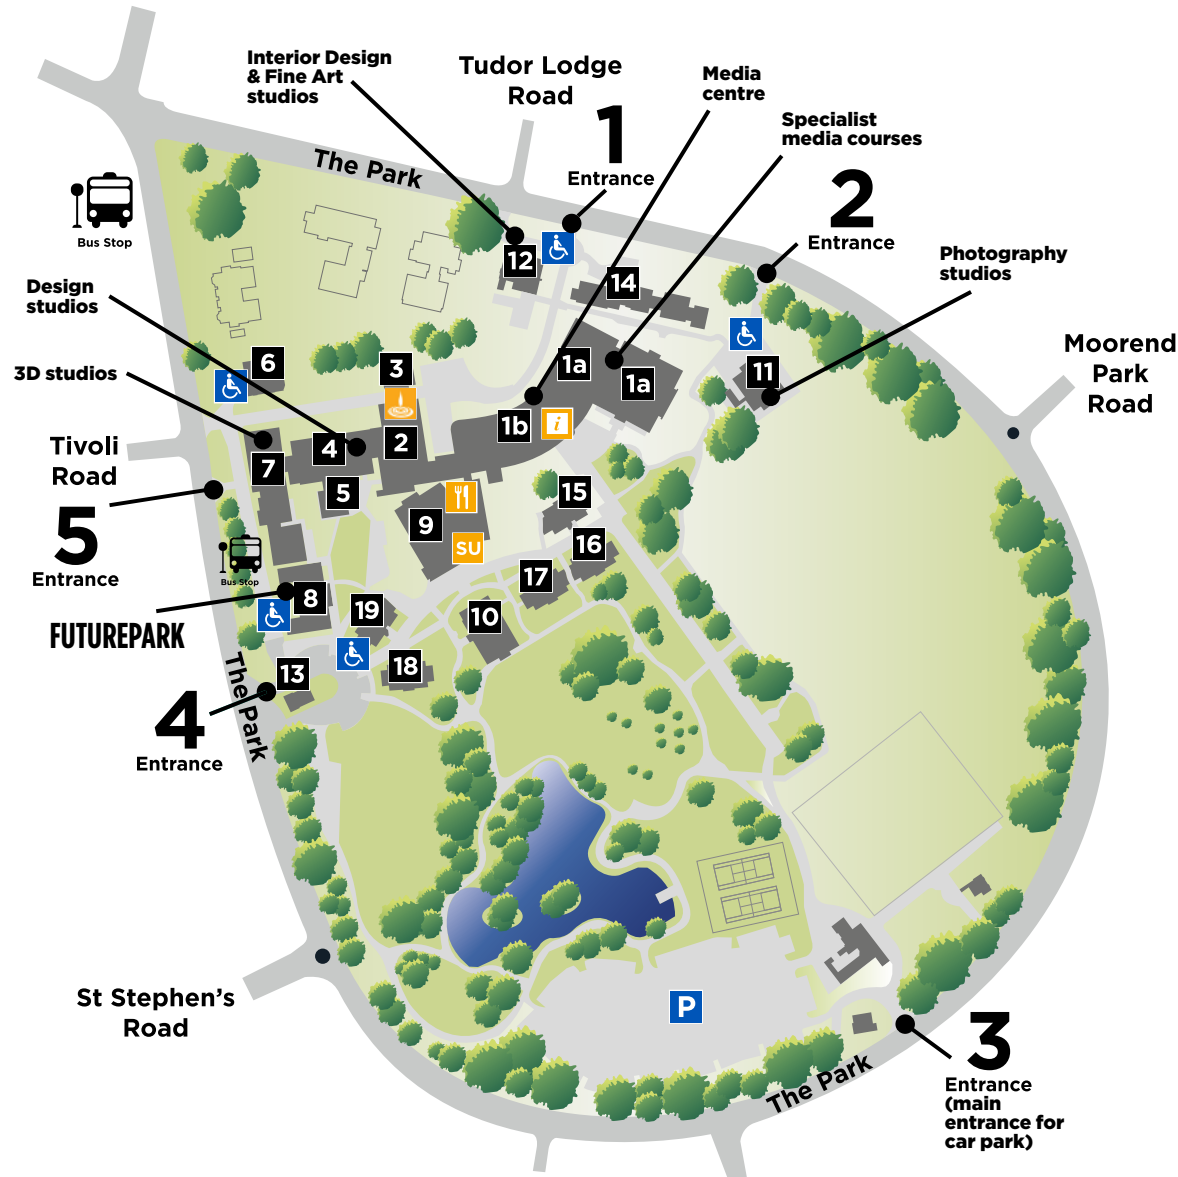 Interior Design
& Fine Art
studios
Tudor Lodge
Road
1
Entrance
Media
centre
Specialist
media courses
2
Entrance
The Park
Bus Stop
Photography
studios
Design
studios
3D studios
Moorend
Park
Road
12
14
6
3
1a
1a
11
1b
i
4
2
7
5
Tivoli
Road
5
Entrance
15
9
SU
16
Bus Stop
17
8
19
10
FUTUREPARK
18
13
The Park
4
Entrance
St Stephen's
Road
P
3
Entrance
(main
entrance for
car park)
The Park